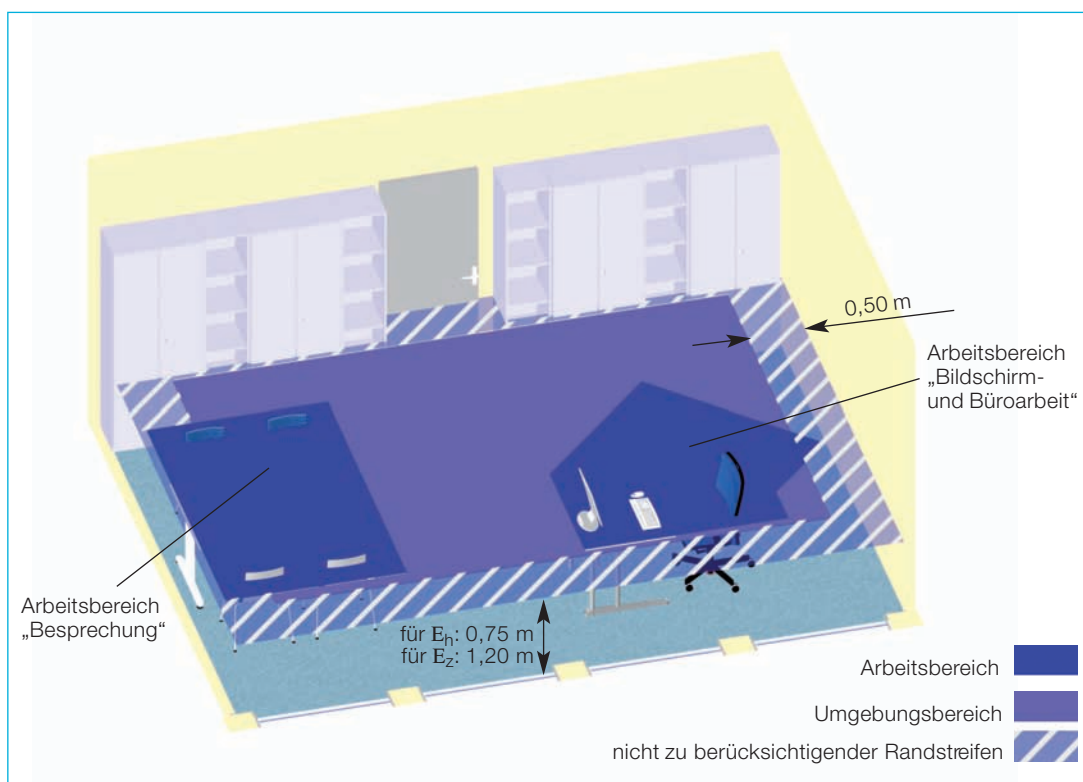 0,50 m
Arbeitsbereich
„Bildschirm-
und Büroarbeit“
Arbeitsbereich
„Besprechung“
für Eh: 0,75 m
für Ez: 1,20 m
Arbeitsbereich
Umgebungsbereich
nicht zu berücksichtigender Randstreifen